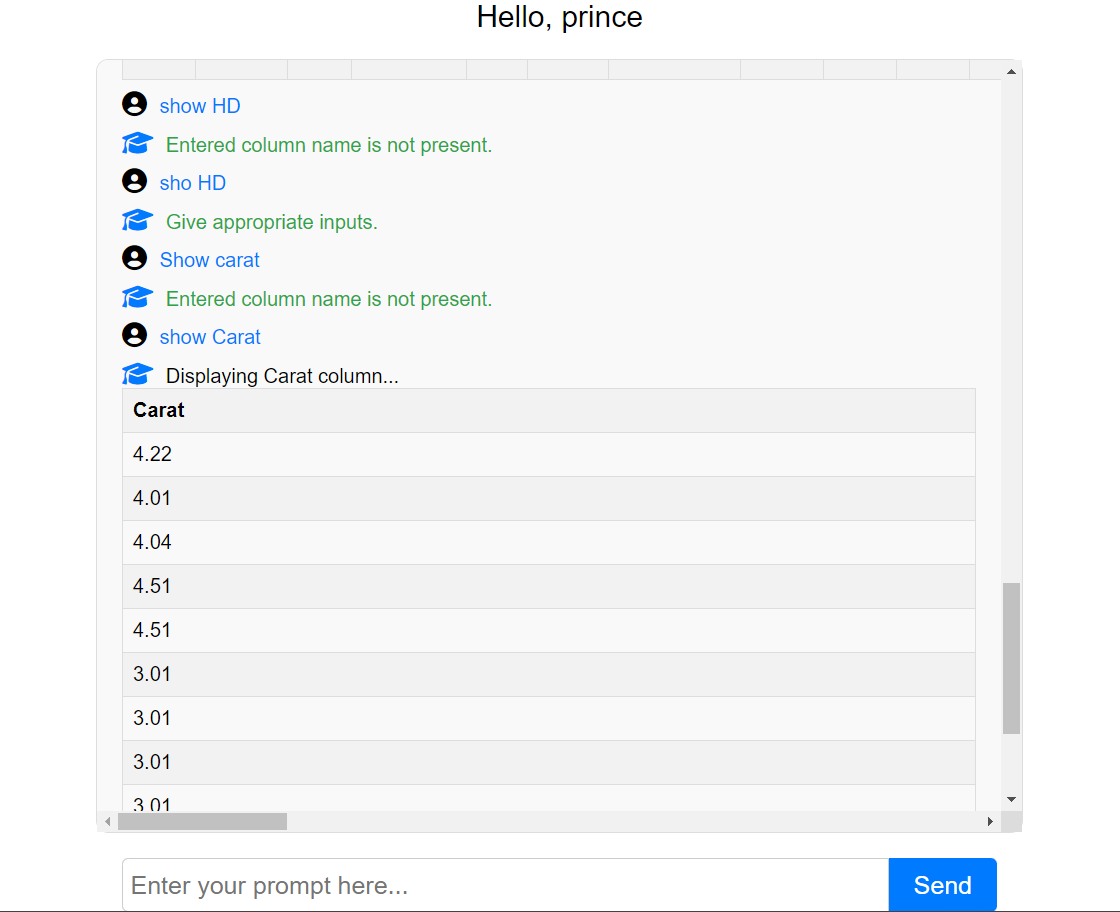 Hello, prince
show HD
Entered column name is not present.
sho HD
Give appropriate inputs.
Show carat
Entered column name is not present.
show Carat
Displaying Carat column...
Carat
4.22
4.01
4.04
4.51
4.51
3.01
3.01
3.01
3.01
Enter your prompt here...
Send